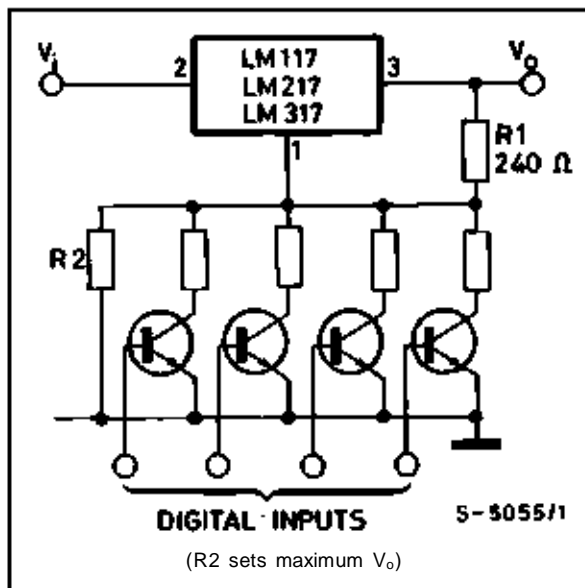 Vi
2
LM117
LM217
LM317
3
Vo
1
R1
240 Ω
R2
DIGITAL INPUTS
S-5055/1
(R2 sets maximum Vo)